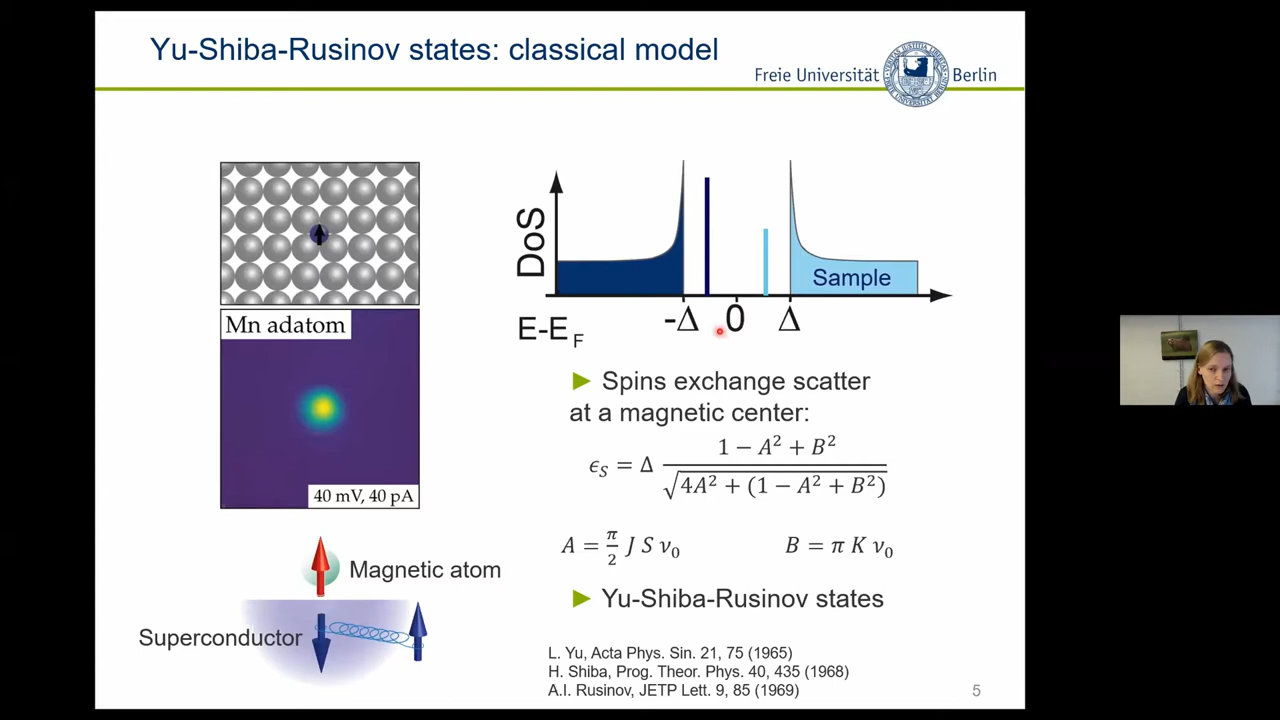 Yu-Shiba-Rusinov states: classical model
Freie Universität Berlin
Mn adatom
40 mV, 40 pA
Magnetic atom
Superconductor
DoS
Sample
-Δ 0 Δ
E-E_F
► Spins exchange scatter
at a magnetic center:
ϵ_S = Δ (1 − A² + B²) / √(4A² + (1 − A² + B²))
A = π/2 J S ν₀
B = π K ν₀
► Yu-Shiba-Rusinov states
L. Yu, Acta Phys. Sin. 21, 75 (1965)
H. Shiba, Prog. Theor. Phys. 40, 435 (1968)
A.I. Rusinov, JETP Lett. 9, 85 (1969)
5